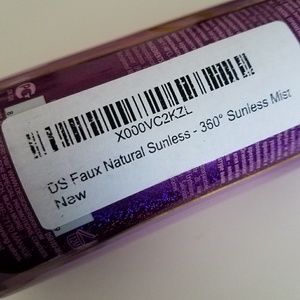 X000VC2KZL
DS Faux Natural Sunless - 360° Sunless Mist
New